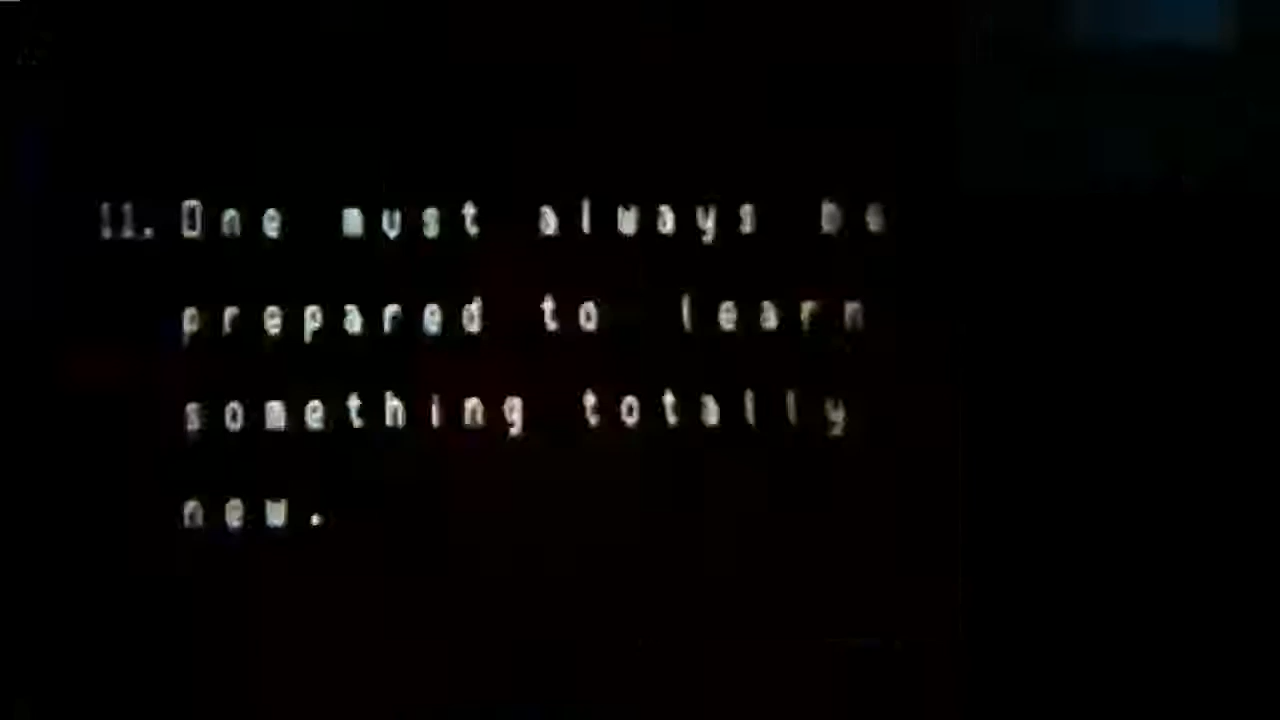 11. One must always be
prepared to learn
something totally
new.